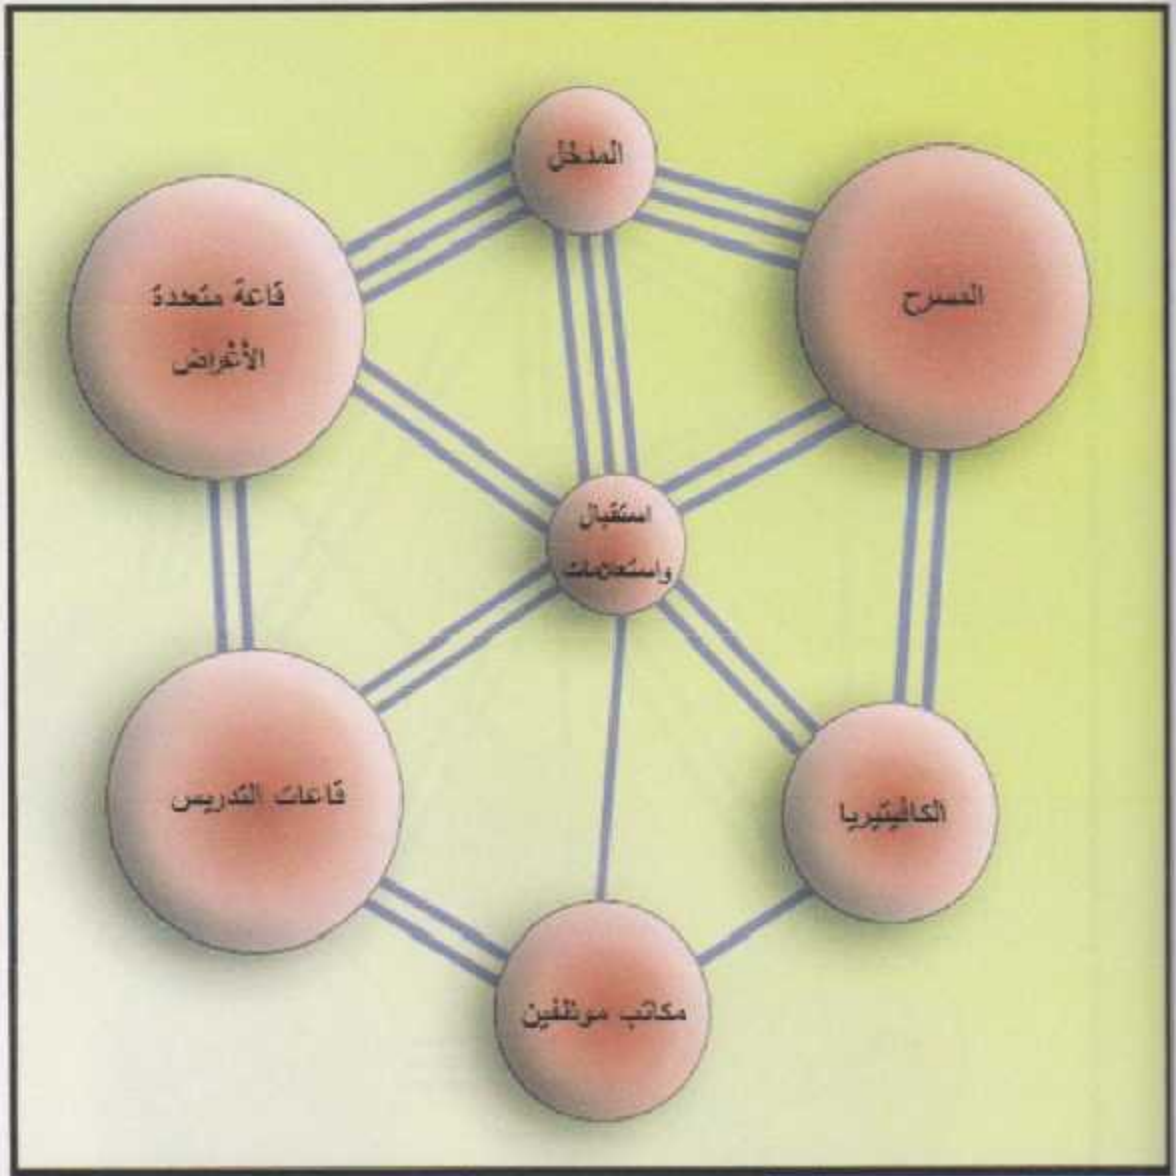 المدخل
المسرح
قاعة متعددة
الأغراض
استقبال
واستعلامات
قاعات التدريس
الكافيتيريا
مكاتب موظفين